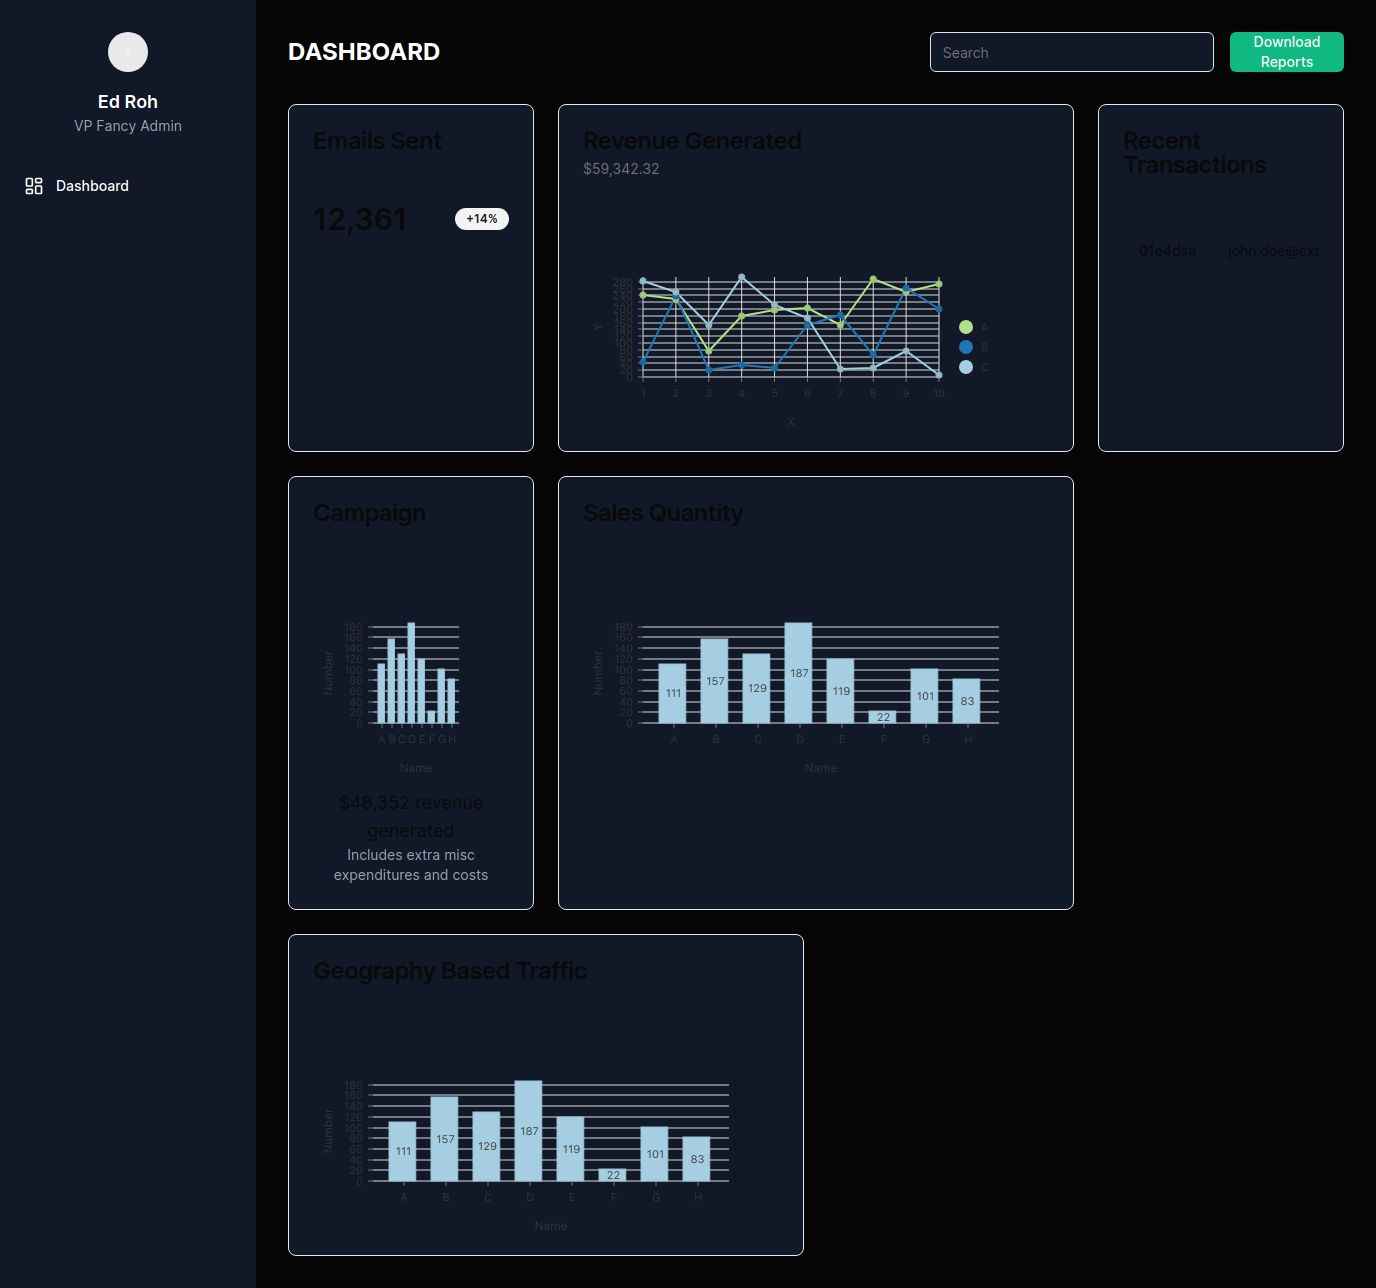 DASHBOARD
Search
Download
Reports
Ed Roh
VP Fancy Admin
Dashboard
Emails Sent
12,361
+14%
Revenue Generated
$59,342.32
Y
A
B
C
0
1 2 3 4 5 6 7 8 9 10
X
Recent
Transactions
01e4dsa john.doe@exa
Campaign
Number
180
160
140
120
100
80
60
40
20
0
A B C D E F G H
Name
$48,352 revenue
generated
Includes extra misc
expenditures and costs
Sales Quantity
Number
180
160
140
120
100
80
60
40
20
0
111 157 129 187 119 22 101 83
A B C D E F G H
Name
Geography Based Traffic
Number
180
160
140
120
100
80
60
40
20
0
111 157 129 187 119 22 101 83
A B C D E F G H
Name